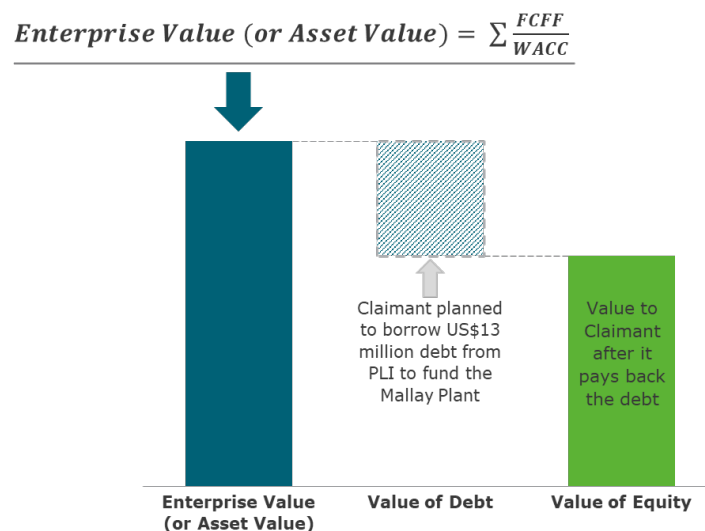 Enterprise Value (or Asset Value) = ∑ FCFF/WACC
Claimant planned
to borrow US$13
million debt from
PLI to fund the
Mallay Plant
Value to
Claimant
after it
pays back
the debt
Enterprise Value
(or Asset Value)
Value of Debt
Value of Equity